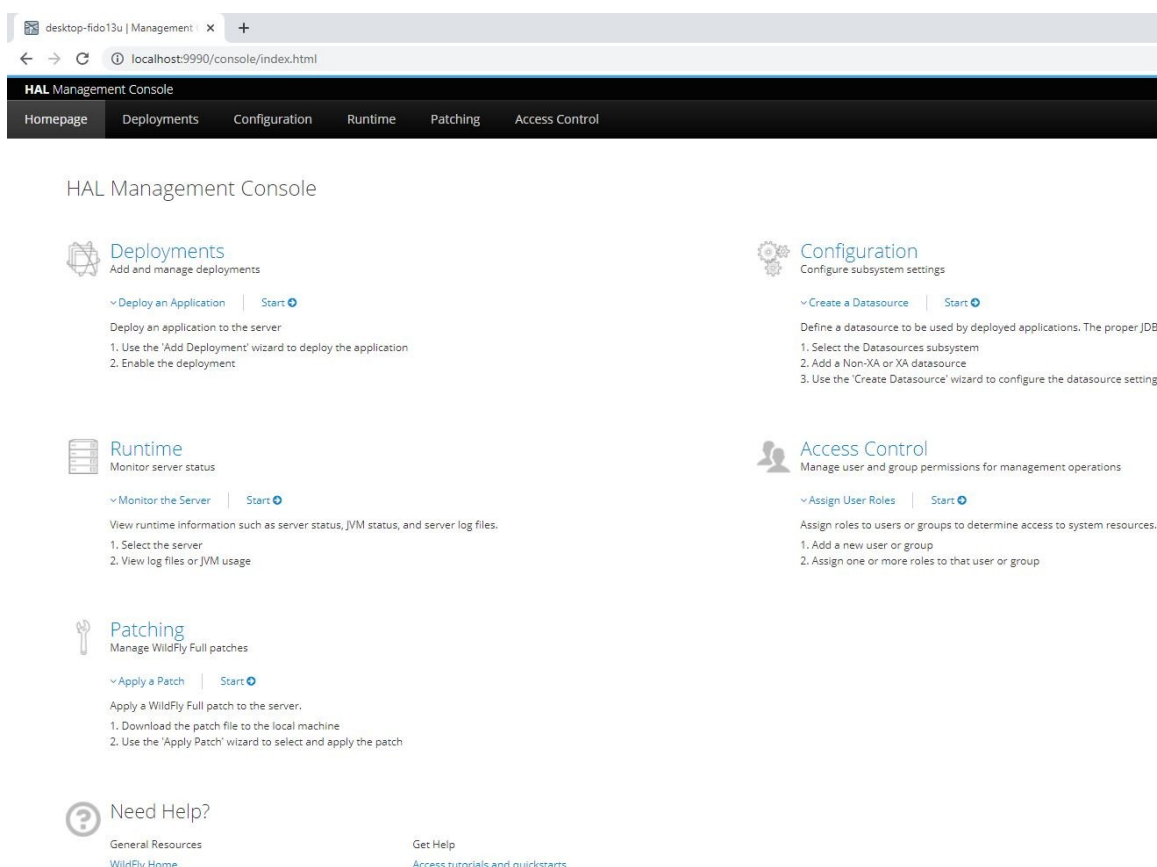 desktop-fido13u | Management
localhost:9990/console/index.html
HAL Management Console
Homepage Deployments Configuration Runtime Patching Access Control
HAL Management Console
Deployments
Add and manage deployments
Deploy an Application Start
Deploy an application to the server
1. Use the 'Add Deployment' wizard to deploy the application
2. Enable the deployment
Configuration
Configure subsystem settings
Create a Datasource Start
Define a datasource to be used by deployed applications. The proper JDB
1. Select the Datasources subsystem
2. Add a Non-XA or XA datasource
3. Use the 'Create Datasource' wizard to configure the datasource setting
Runtime
Monitor server status
Monitor the Server Start
View runtime information such as server status, JVM status, and server log files.
1. Select the server
2. View log files or JVM usage
Access Control
Manage user and group permissions for management operations
Assign User Roles Start
Assign roles to users or groups to determine access to system resources.
1. Add a new user or group
2. Assign one or more roles to that user or group
Patching
Manage WildFly Full patches
Apply a Patch Start
Apply a WildFly Full patch to the server.
1. Download the patch file to the local machine
2. Use the 'Apply Patch' wizard to select and apply the patch
Need Help?
General Resources
WildFly Home
Get Help
Access tutorials and quickstarts